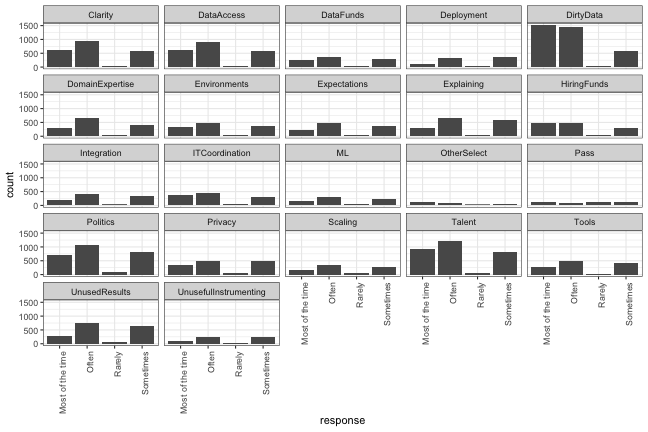 Clarity
DataAccess
DataFunds
Deployment
DirtyData
1500
1000
500
0
DomainExpertise
Environments
Expectations
Explaining
HiringFunds
1500
1000
500
0
Integration
ITCoordination
ML
OtherSelect
Pass
1500
1000
500
0
Politics
Privacy
Scaling
Talent
Tools
1500
1000
500
0
UnusedResults
UnusefulInstrumenting
1500
1000
500
0
Most of the time
Often
Rarely
Sometimes
Most of the time
Often
Rarely
Sometimes
Most of the time
Often
Rarely
Sometimes
Most of the time
Often
Rarely
Sometimes
Most of the time
Often
Rarely
Sometimes
count
response